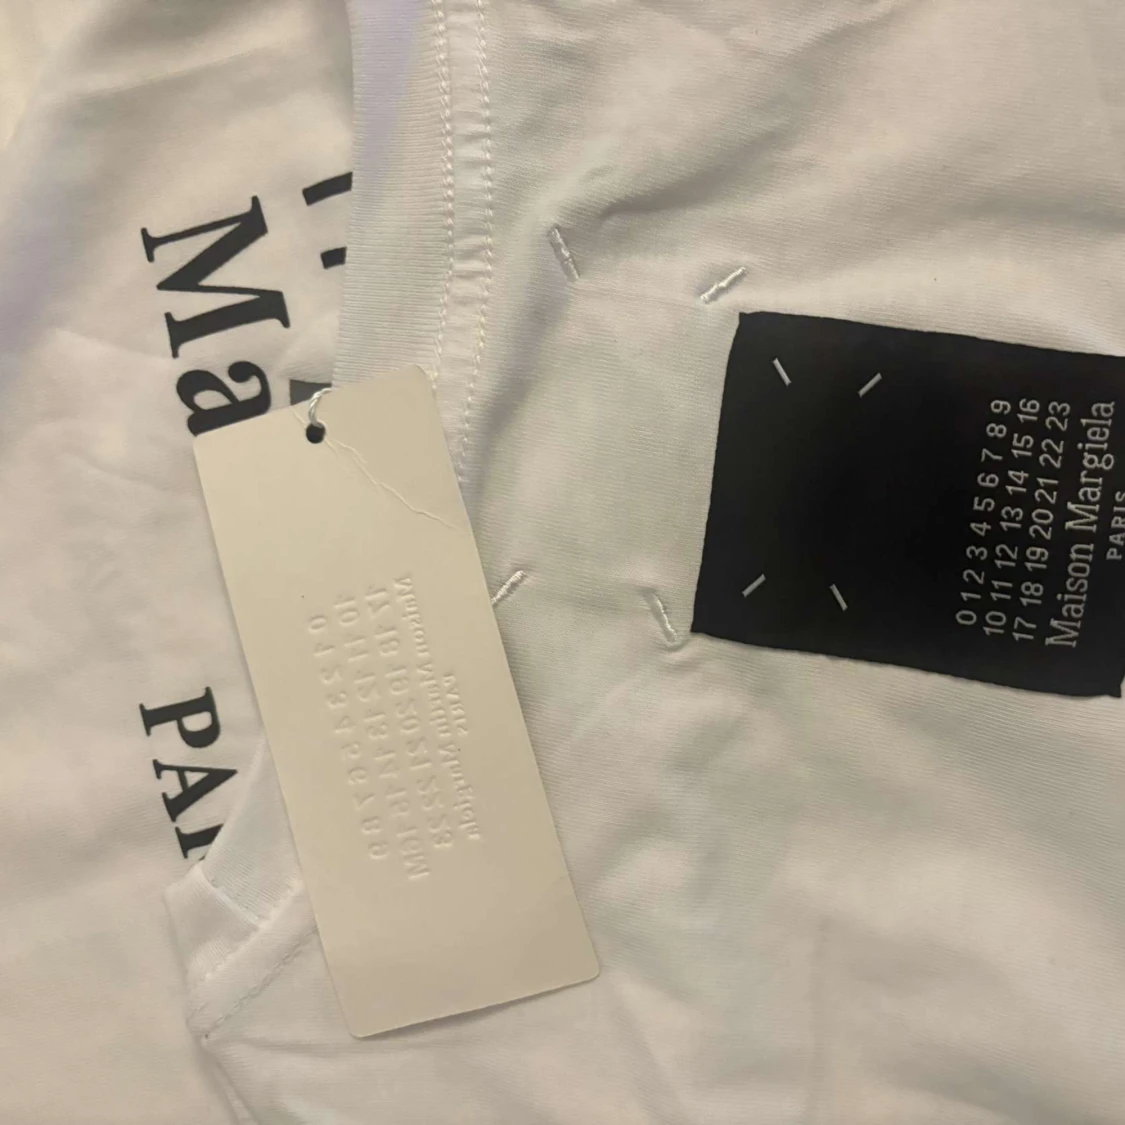 Ma
PA
0 1 2 3 4 5 6 7 8 9
10 11 12 13 14 15 16
17 18 19 20 21 22 23
Maison Margiela
PARIS